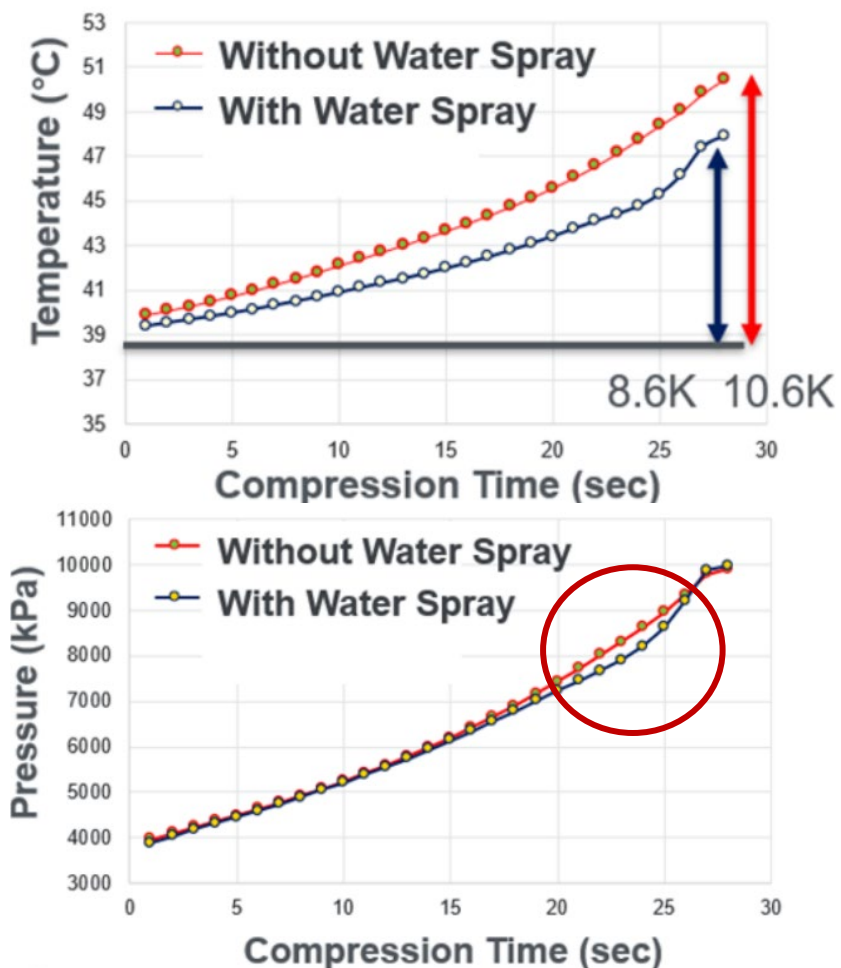 Temperature (°C)
53
51
49
47
45
43
41
39
37
35
Without Water Spray
With Water Spray
8.6K 10.6K
0 5 10 15 20 25 30
Compression Time (sec)
Pressure (kPa)
11000
10000
9000
8000
7000
6000
5000
4000
3000
Without Water Spray
With Water Spray
0 5 10 15 20 25 30
Compression Time (sec)